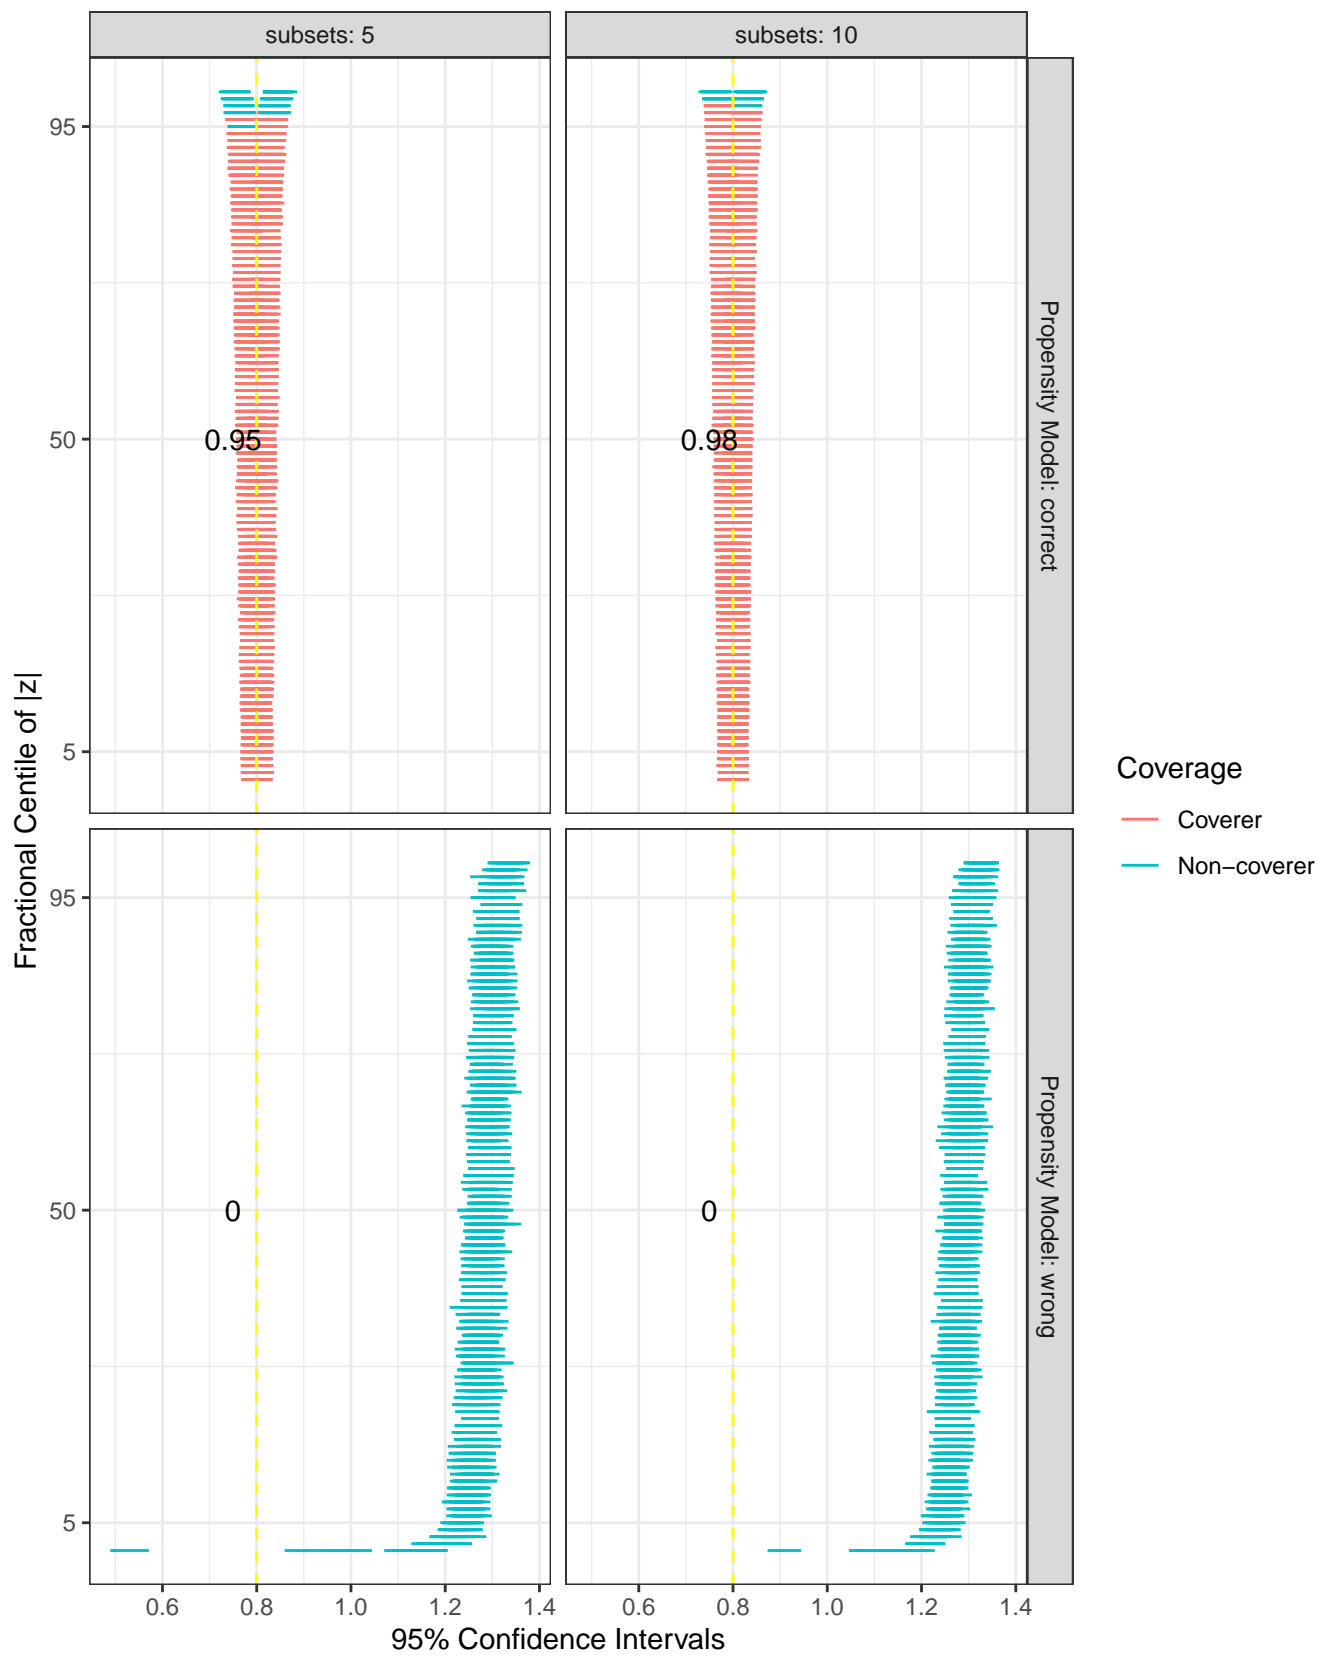 subsets: 5
subsets: 10
95
50
5
0.95
0.98
Propensity Model: correct
Fractional Centile of |z|
Coverage
Coverer
Non−coverer
95
50
5
0
0
Propensity Model: wrong
0.6 0.8 1.0 1.2 1.4
0.6 0.8 1.0 1.2 1.4
95% Confidence Intervals